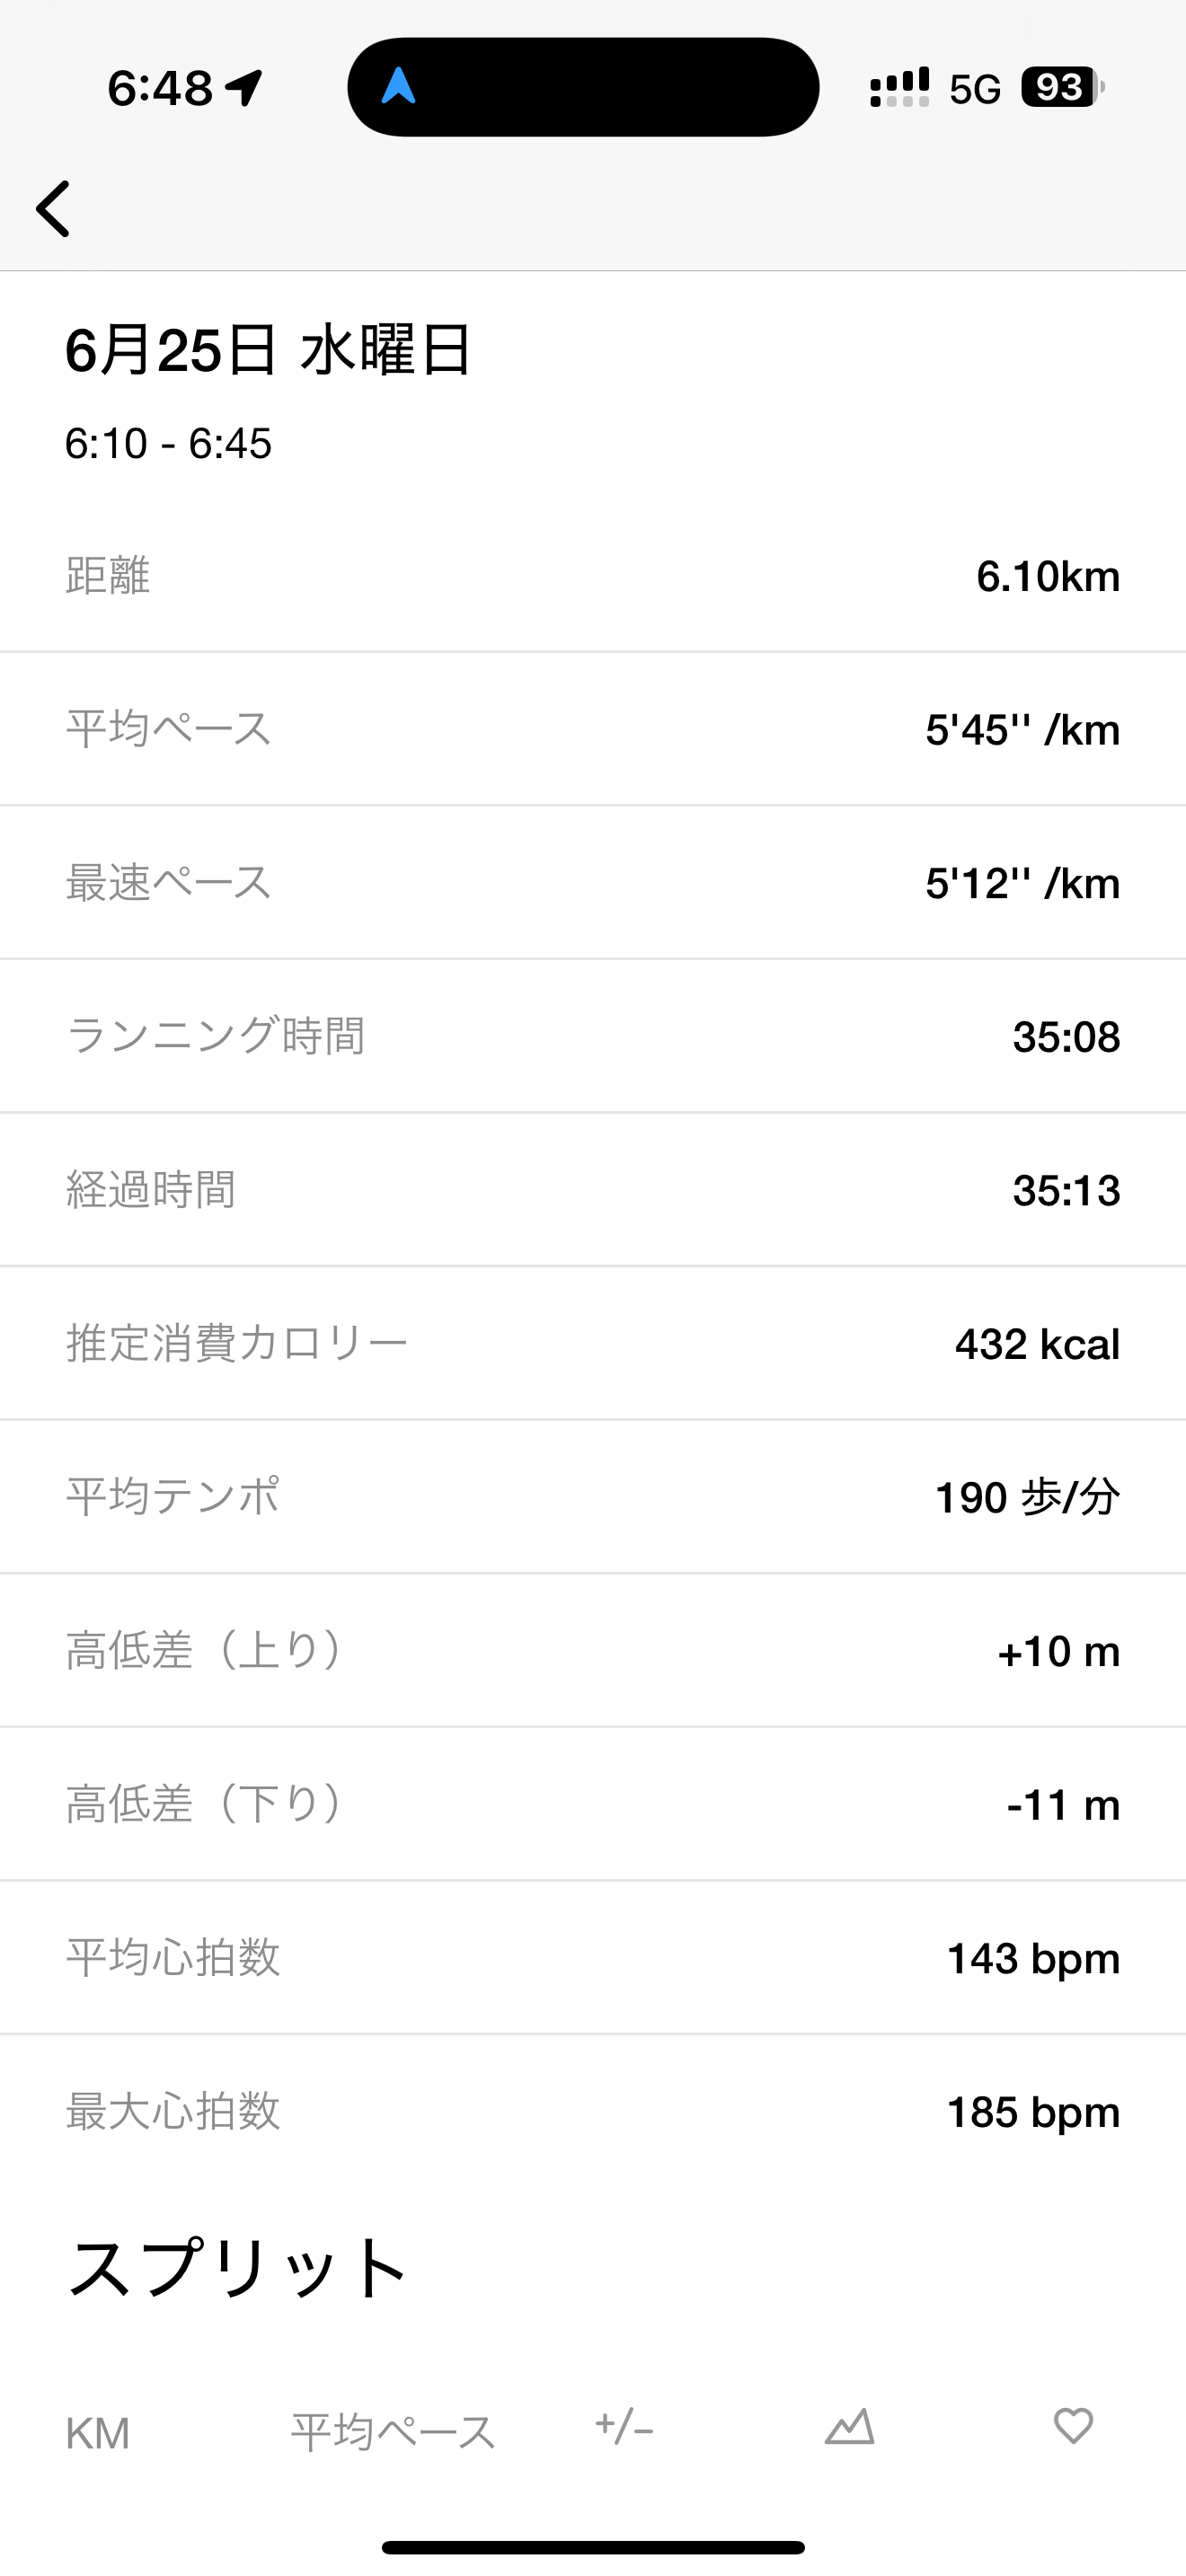 6:48
5G
93
6月25日 水曜日
6:10 - 6:45
距離 6.10km
平均ペース 5'45'' /km
最速ペース 5'12'' /km
ランニング時間 35:08
経過時間 35:13
推定消費カロリー 432 kcal
平均テンポ 190 歩/分
高低差（上り） +10 m
高低差（下り） -11 m
平均心拍数 143 bpm
最大心拍数 185 bpm
スプリット
KM 平均ペース +/-